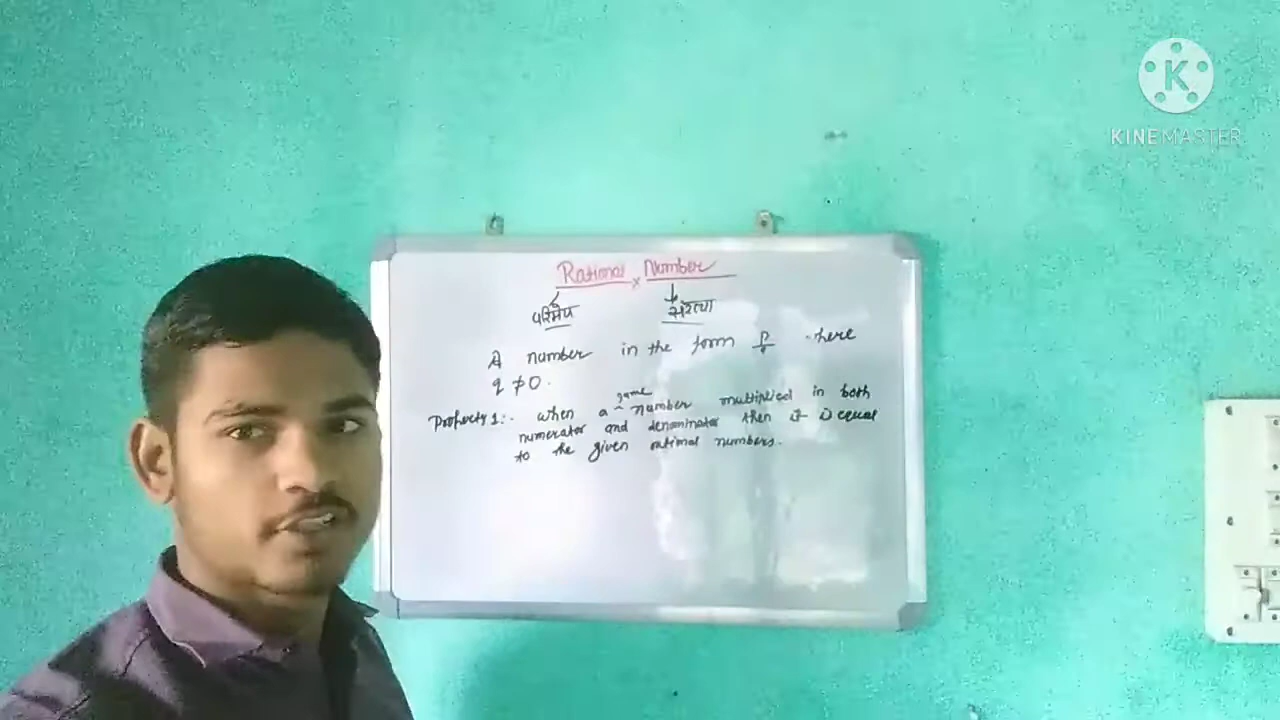 K
KINEMASTER
Rational Number
परिमेय संख्या
A number in the form p/q where
q ≠ 0.
same
Property 1:- when a ^ number multiplied in both
numerator and denominator then it is equal
to the given rational numbers.